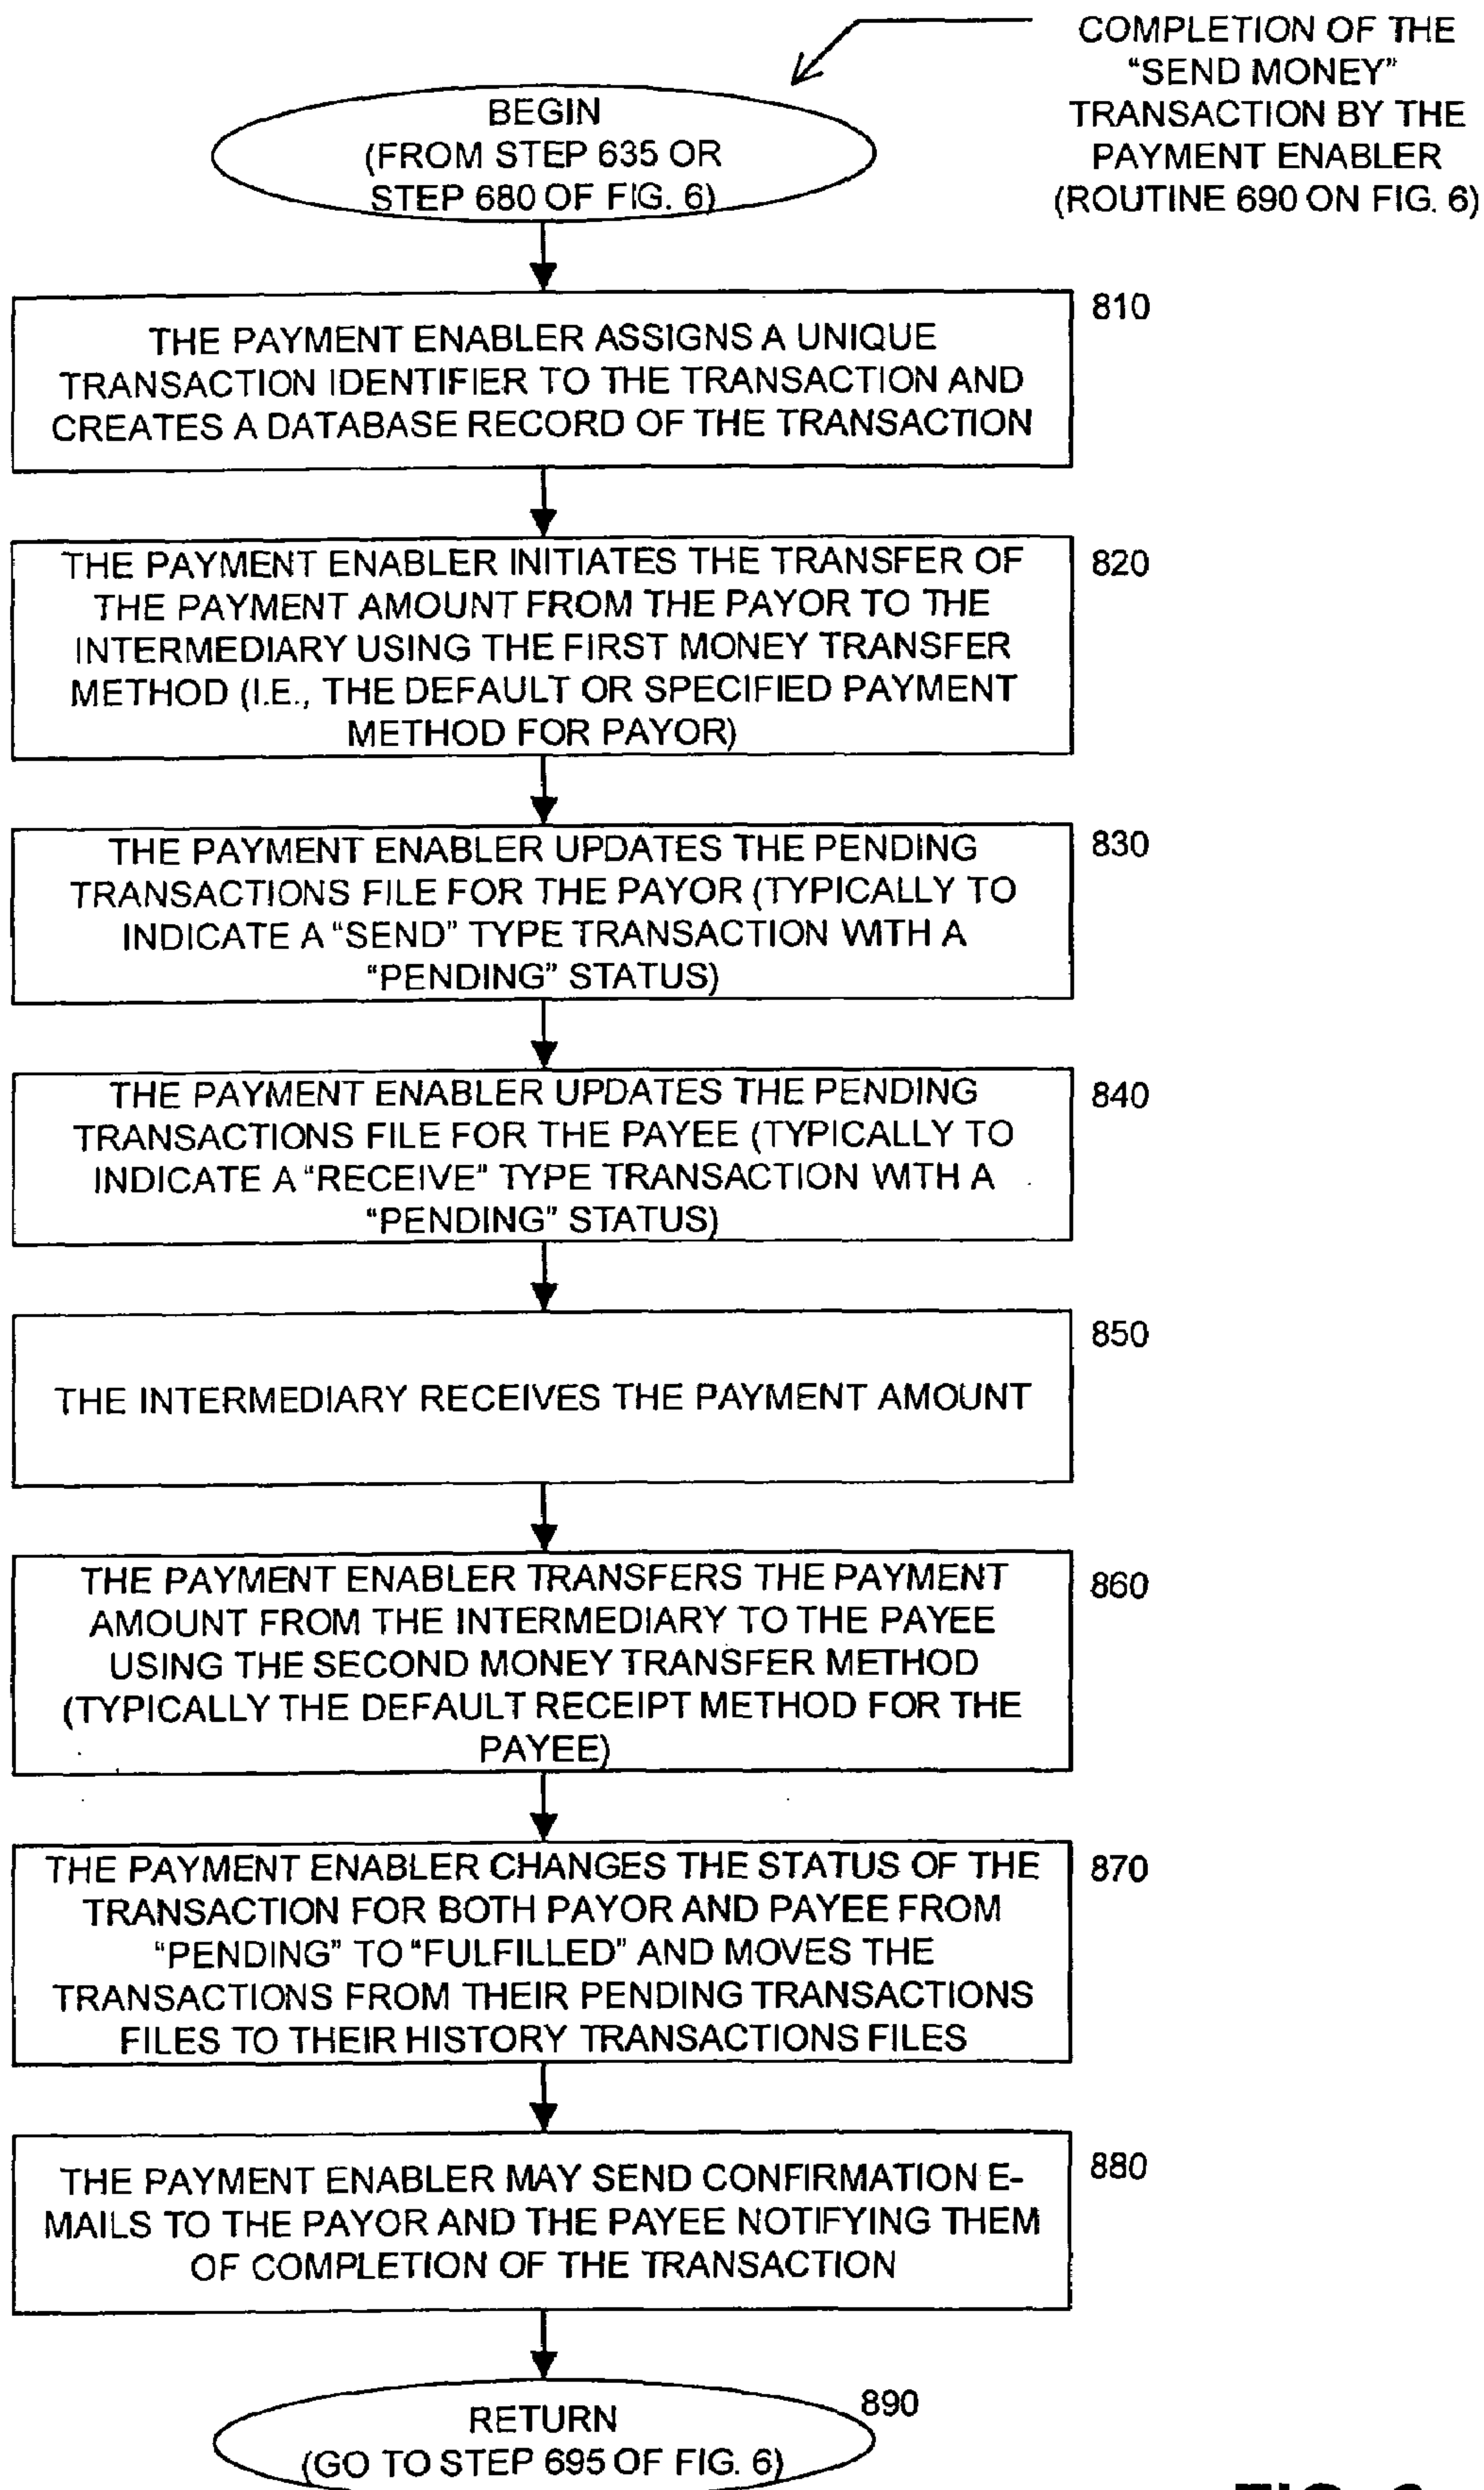 COMPLETION OF THE
“SEND MONEY”
TRANSACTION BY THE
PAYMENT ENABLER
(ROUTINE 690 ON FIG. 6)
BEGIN
(FROM STEP 635 OR
STEP 680 OF FIG. 6)
810
THE PAYMENT ENABLER ASSIGNS A UNIQUE
TRANSACTION IDENTIFIER TO THE TRANSACTION AND
CREATES A DATABASE RECORD OF THE TRANSACTION
820
THE PAYMENT ENABLER INITIATES THE TRANSFER OF
THE PAYMENT AMOUNT FROM THE PAYOR TO THE
INTERMEDIARY USING THE FIRST MONEY TRANSFER
METHOD (I.E., THE DEFAULT OR SPECIFIED PAYMENT
METHOD FOR PAYOR)
830
THE PAYMENT ENABLER UPDATES THE PENDING
TRANSACTIONS FILE FOR THE PAYOR (TYPICALLY TO
INDICATE A “SEND” TYPE TRANSACTION WITH A
“PENDING” STATUS)
840
THE PAYMENT ENABLER UPDATES THE PENDING
TRANSACTIONS FILE FOR THE PAYEE (TYPICALLY TO
INDICATE A “RECEIVE” TYPE TRANSACTION WITH A
“PENDING” STATUS)
850
THE INTERMEDIARY RECEIVES THE PAYMENT AMOUNT
860
THE PAYMENT ENABLER TRANSFERS THE PAYMENT
AMOUNT FROM THE INTERMEDIARY TO THE PAYEE
USING THE SECOND MONEY TRANSFER METHOD
(TYPICALLY THE DEFAULT RECEIPT METHOD FOR THE
PAYEE)
870
THE PAYMENT ENABLER CHANGES THE STATUS OF THE
TRANSACTION FOR BOTH PAYOR AND PAYEE FROM
“PENDING” TO “FULFILLED” AND MOVES THE
TRANSACTIONS FROM THEIR PENDING TRANSACTIONS
FILES TO THEIR HISTORY TRANSACTIONS FILES
880
THE PAYMENT ENABLER MAY SEND CONFIRMATION E-
MAILS TO THE PAYOR AND THE PAYEE NOTIFYING THEM
OF COMPLETION OF THE TRANSACTION
890
RETURN
(GO TO STEP 695 OF FIG. 6)